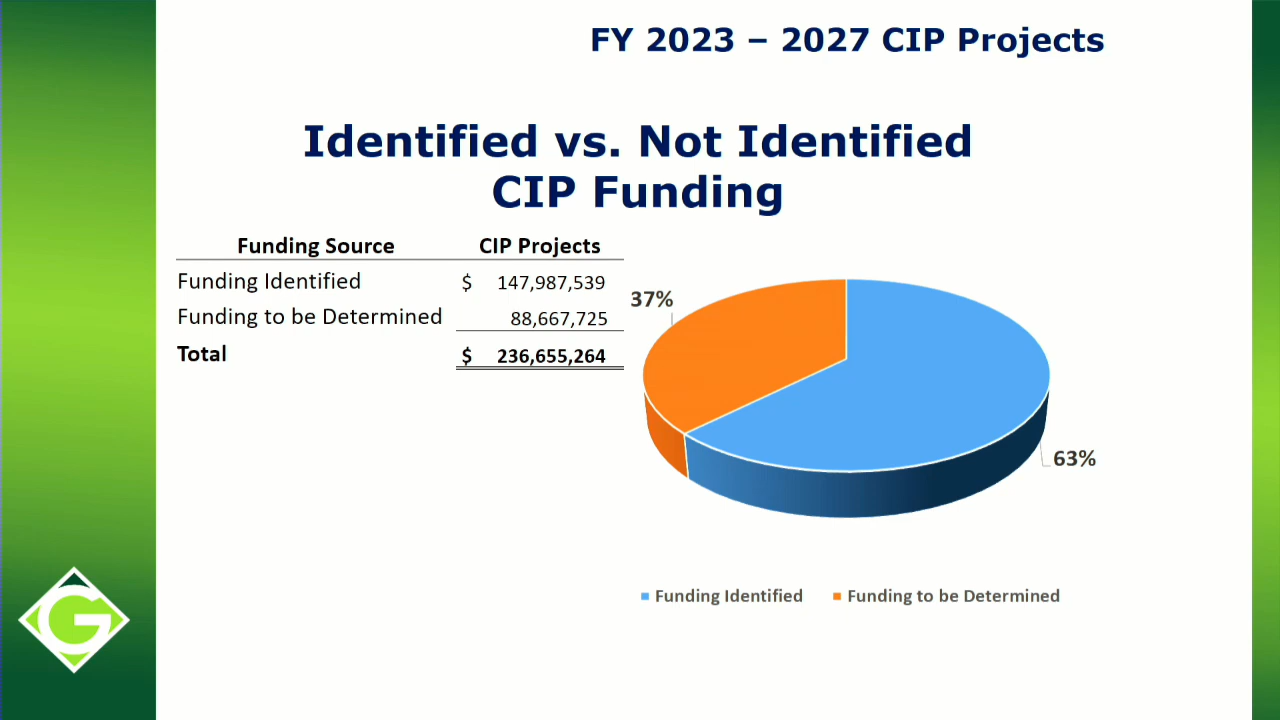 FY 2023 – 2027 CIP Projects
Identified vs. Not Identified
CIP Funding
Funding Source CIP Projects
Funding Identified $ 147,987,539
Funding to be Determined 88,667,725
Total $ 236,655,264
37%
63%
Funding Identified Funding to be Determined
G